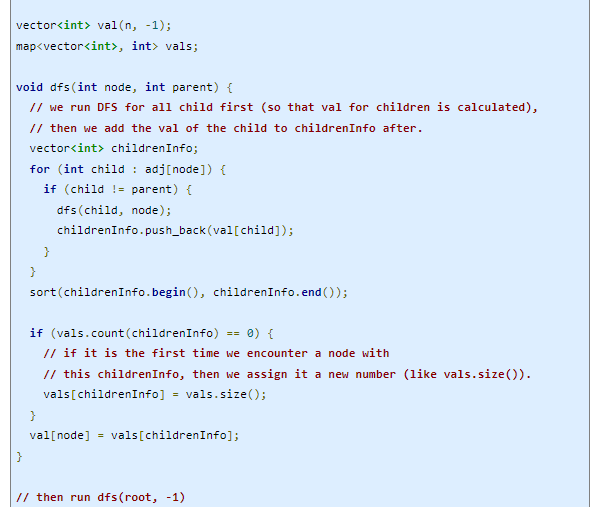 vector<int> val(n, -1);
map<vector<int>, int> vals;
void dfs(int node, int parent) {
// we run DFS for all child first (so that val for children is calculated),
// then we add the val of the child to childrenInfo after.
vector<int> childrenInfo;
for (int child : adj[node]) {
if (child != parent) {
dfs(child, node);
childrenInfo.push_back(val[child]);
}
}
sort(childrenInfo.begin(), childrenInfo.end());
if (vals.count(childrenInfo) == 0) {
// if it is the first time we encounter a node with
// this childrenInfo, then we assign it a new number (like vals.size()).
vals[childrenInfo] = vals.size();
}
val[node] = vals[childrenInfo];
}
// then run dfs(root, -1)